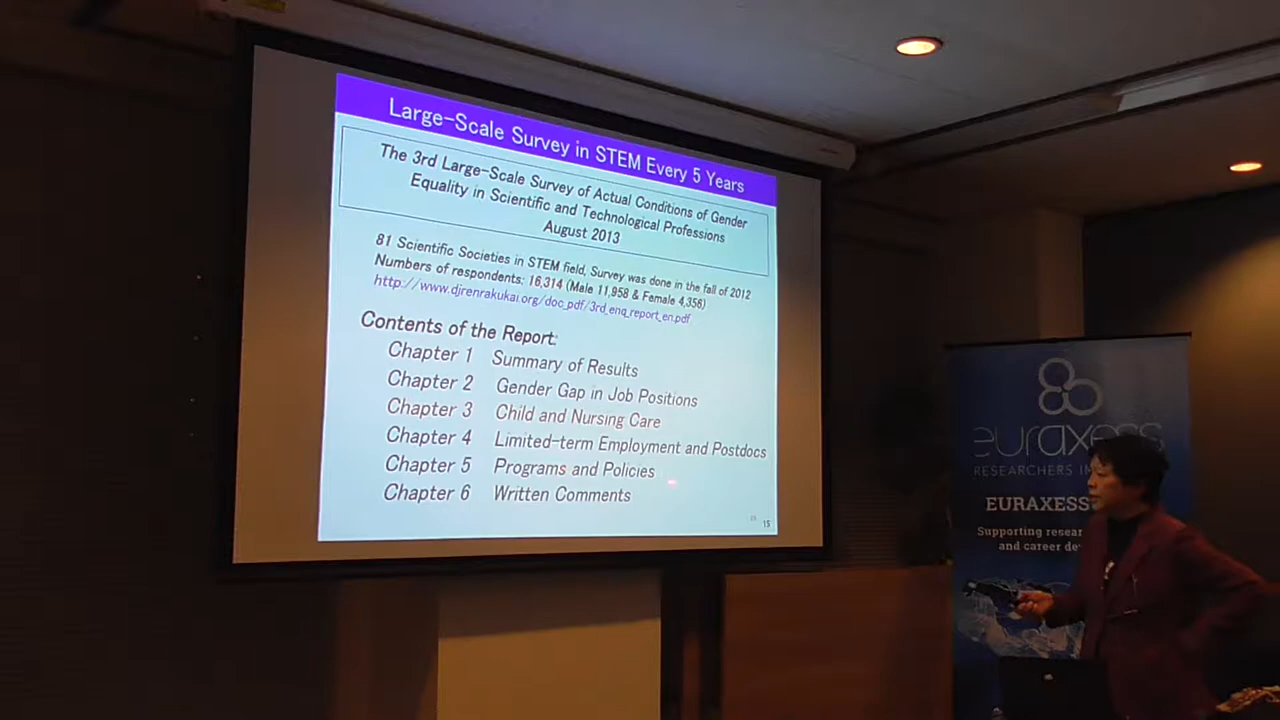 Large-Scale Survey in STEM Every 5 Years
The 3rd Large-Scale Survey of Actual Conditions of Gender
Equality in Scientific and Technological Professions
August 2013
81 Scientific Societies in STEM field, Survey was done in the fall of 2012
Numbers of respondents: 16,314 (Male 11,958 & Female 4,356)
http://www.djrenrakukai.org/doc_pdf/3rd_enq_report_en.pdf
Contents of the Report:
Chapter 1 Summary of Results
Chapter 2 Gender Gap in Job Positions
Chapter 3 Child and Nursing Care
Chapter 4 Limited-term Employment and Postdocs
Chapter 5 Programs and Policies
Chapter 6 Written Comments
15
euraxess
RESEARCHERS IN
EURAXESS
Supporting
and career